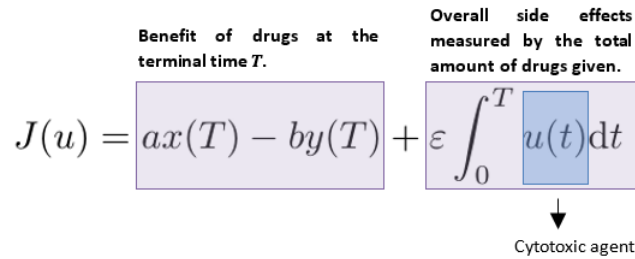 Benefit of drugs at the
terminal time T.
Overall side effects
measured by the total
amount of drugs given.
J(u) = ax(T) − by(T) + ε ∫₀ᵀ u(t)dt
Cytotoxic agent